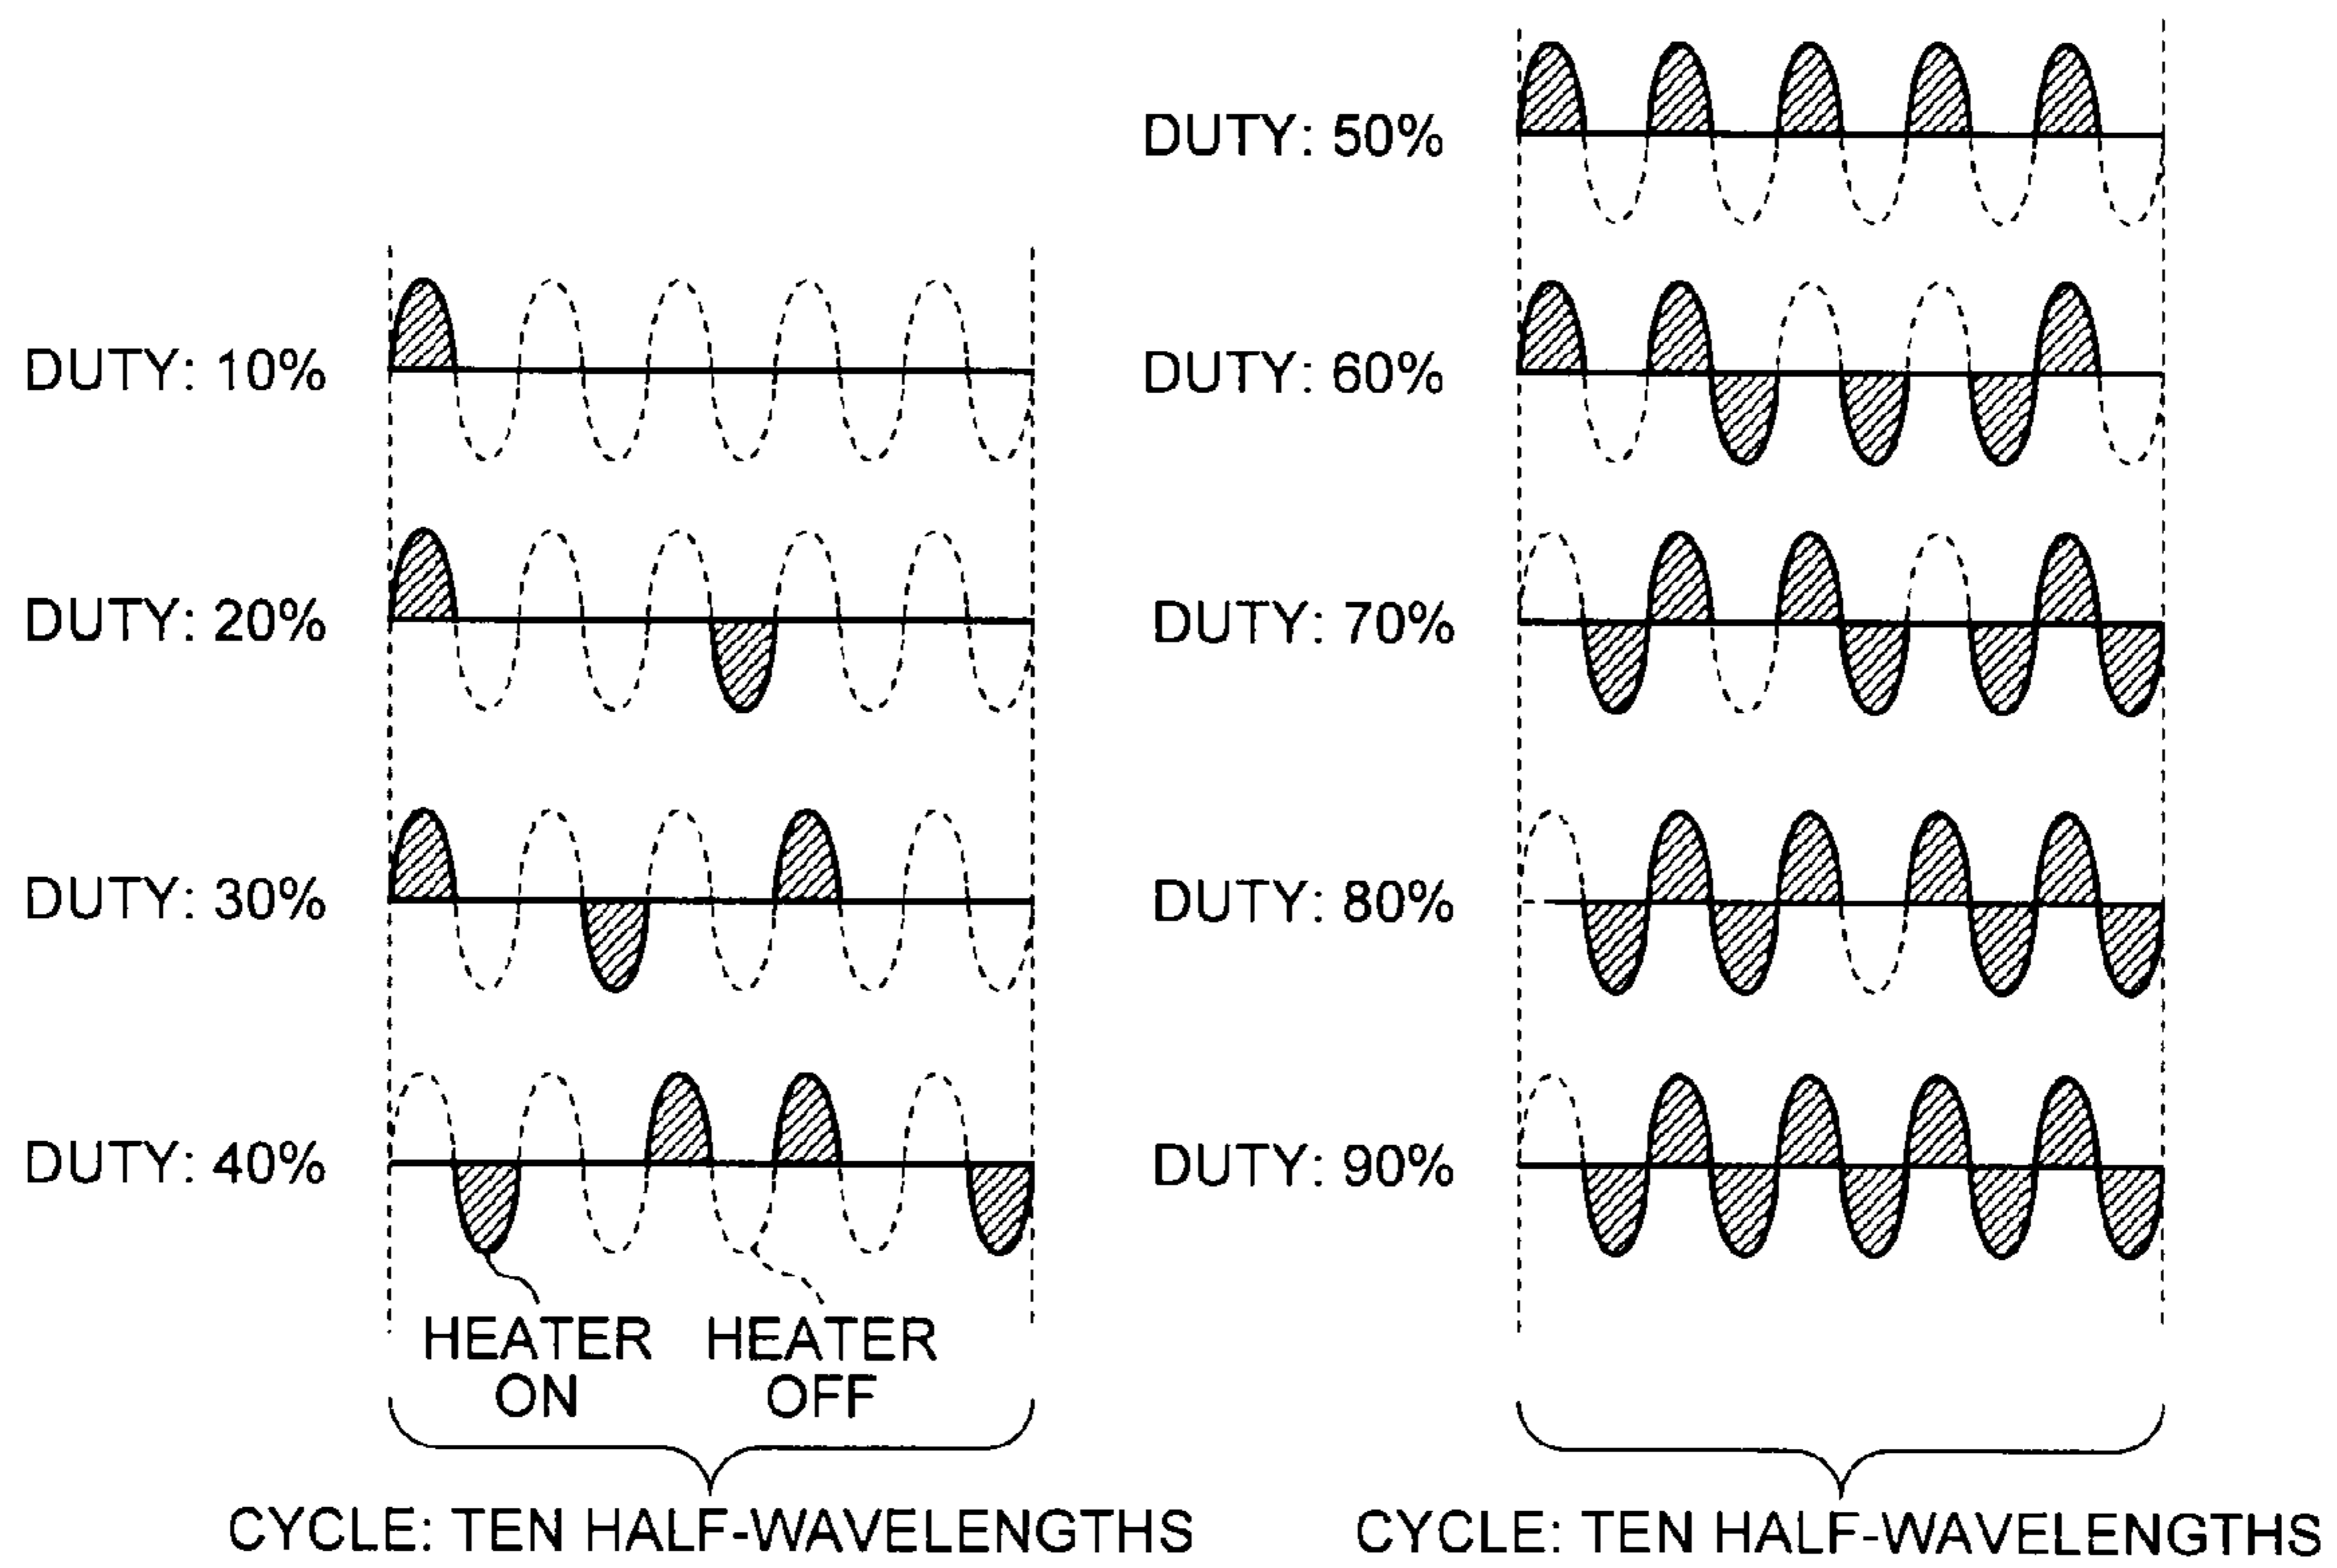 DUTY: 10%
DUTY: 20%
DUTY: 30%
DUTY: 40%
HEATER
ON
HEATER
OFF
CYCLE: TEN HALF-WAVELENGTHS
DUTY: 50%
DUTY: 60%
DUTY: 70%
DUTY: 80%
DUTY: 90%
CYCLE: TEN HALF-WAVELENGTHS